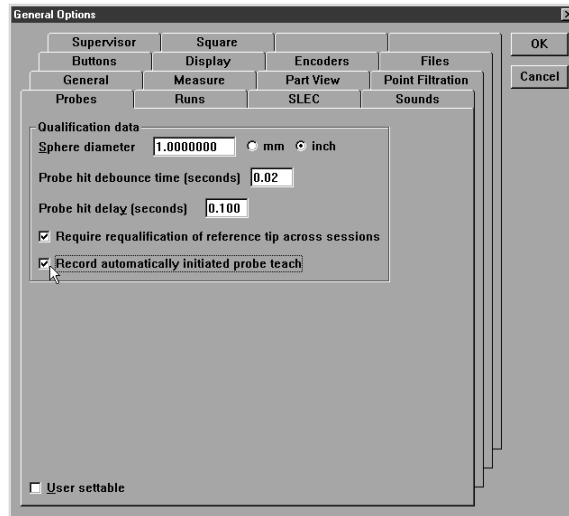 General Options
Supervisor Square OK
Buttons Display Encoders Files
General Measure Part View Point Filtration Cancel
Probes Runs SLEC Sounds
Qualification data
Sphere diameter 1.0000000 mm inch
Probe hit debounce time (seconds) 0.02
Probe hit delay (seconds) 0.100
Require requalification of reference tip across sessions
Record automatically initiated probe teach
User settable